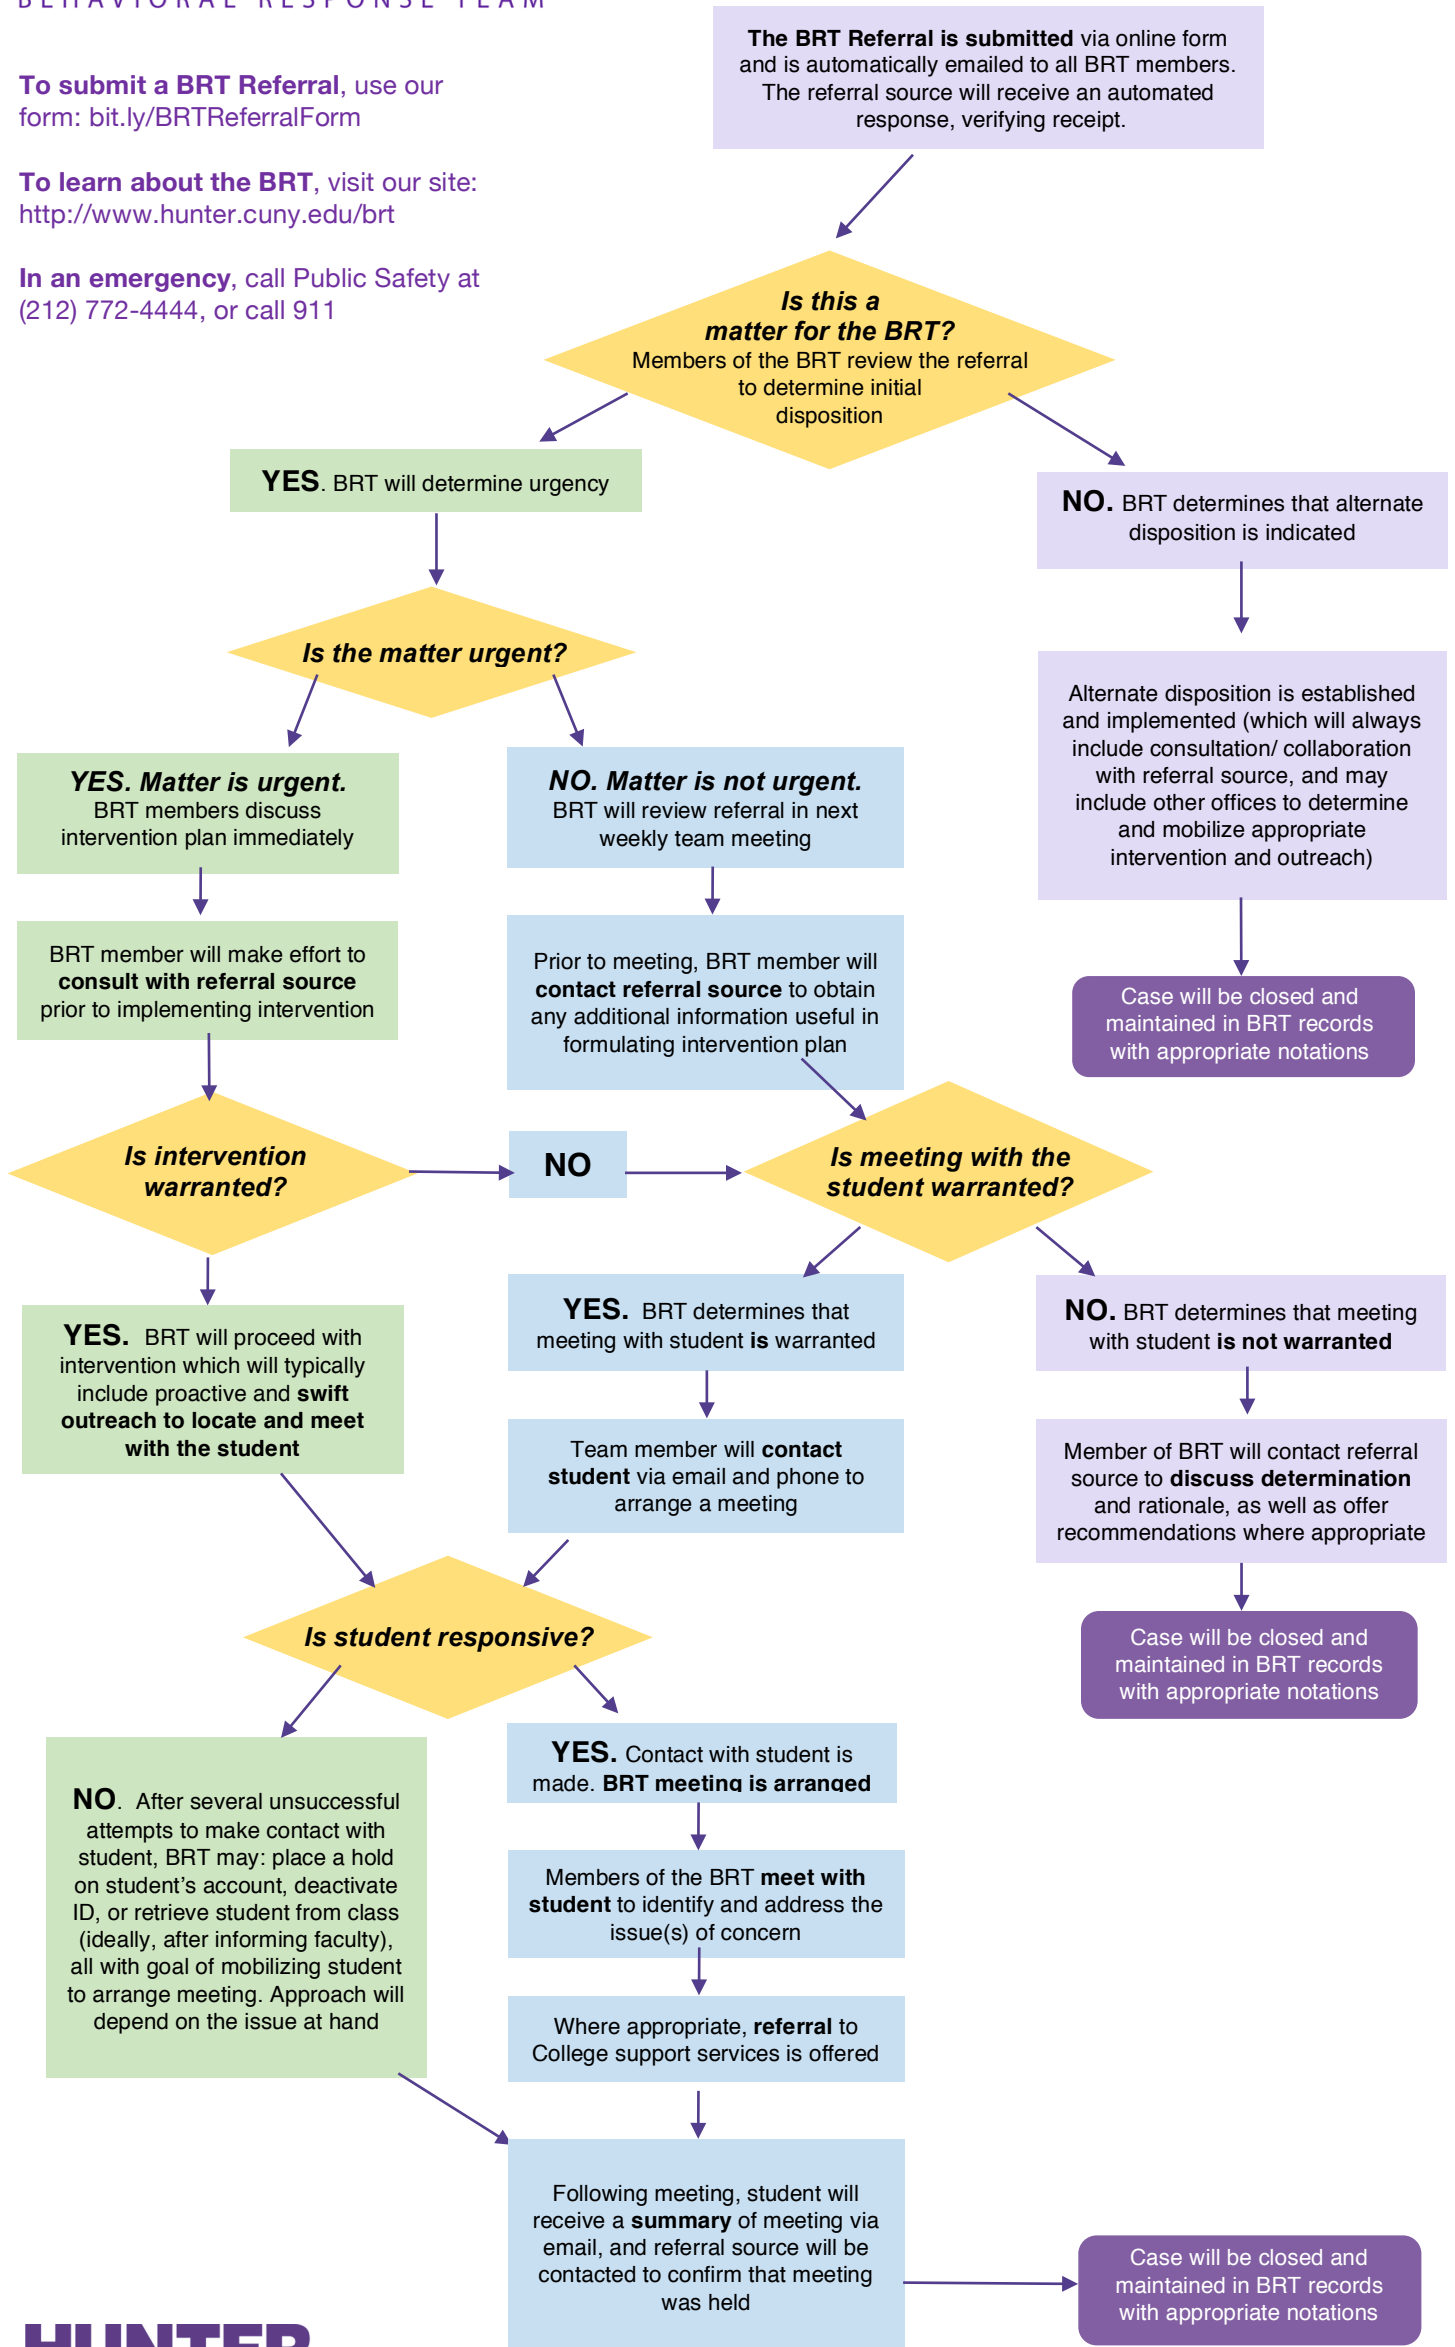 BEHAVIORAL RESPONSE TEAM
To submit a BRT Referral, use our
form: bit.ly/BRTReferralForm
To learn about the BRT, visit our site:
http://www.hunter.cuny.edu/brt
In an emergency, call Public Safety at
(212) 772-4444, or call 911
The BRT Referral is submitted via online form
and is automatically emailed to all BRT members.
The referral source will receive an automated
response, verifying receipt.
Is this a
matter for the BRT?
Members of the BRT review the referral
to determine initial
disposition
YES. BRT will determine urgency
NO. BRT determines that alternate
disposition is indicated
Is the matter urgent?
Alternate disposition is established
and implemented (which will always
include consultation/ collaboration
with referral source, and may
include other offices to determine
and mobilize appropriate
intervention and outreach)
YES. Matter is urgent.
BRT members discuss
intervention plan immediately
NO. Matter is not urgent.
BRT will review referral in next
weekly team meeting
BRT member will make effort to
consult with referral source
prior to implementing intervention
Prior to meeting, BRT member will
contact referral source to obtain
any additional information useful in
formulating intervention plan
Case will be closed and
maintained in BRT records
with appropriate notations
Is intervention
warranted?
NO
Is meeting with the
student warranted?
YES. BRT will proceed with
intervention which will typically
include proactive and swift
outreach to locate and meet
with the student
YES. BRT determines that
meeting with student is warranted
NO. BRT determines that meeting
with student is not warranted
Team member will contact
student via email and phone to
arrange a meeting
Member of BRT will contact referral
source to discuss determination
and rationale, as well as offer
recommendations where appropriate
Is student responsive?
Case will be closed and
maintained in BRT records
with appropriate notations
NO. After several unsuccessful
attempts to make contact with
student, BRT may: place a hold
on student's account, deactivate
ID, or retrieve student from class
(ideally, after informing faculty),
all with goal of mobilizing student
to arrange meeting. Approach will
depend on the issue at hand
YES. Contact with student is
made. BRT meeting is arranged
Members of the BRT meet with
student to identify and address the
issue(s) of concern
Where appropriate, referral to
College support services is offered
Following meeting, student will
receive a summary of meeting via
email, and referral source will be
contacted to confirm that meeting
was held
Case will be closed and
maintained in BRT records
with appropriate notations
HUNTER